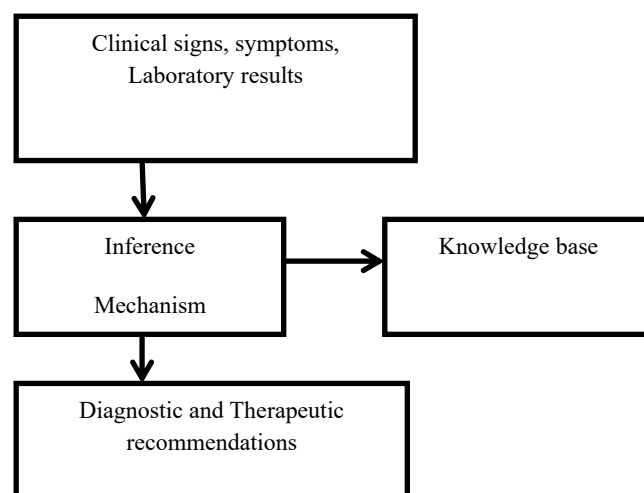 Clinical signs, symptoms,
Laboratory results
Inference
Mechanism
Knowledge base
Diagnostic and Therapeutic
recommendations